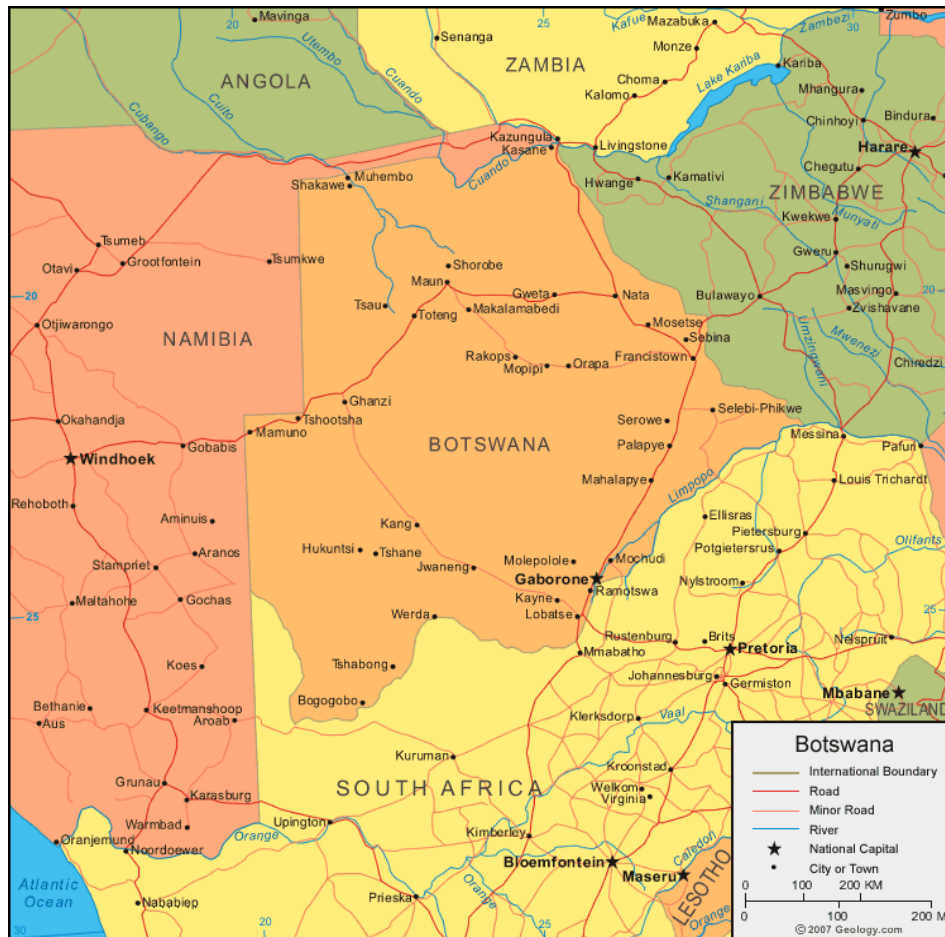 20
25
30
Mavinga
Senanga
Kafue
Mazabuka
Zambezi
Zumbo
Utembo
Monze
ANGOLA
ZAMBIA
Cuando
Choma
Lake Kariba
Kariba
Kalomo
Mhangura
Cuito
Cubango
Chinhoyi
Bindura
Kazungula
Kasane
Livingstone
Harare
Cuando
Chegutu
Muhembo
Shakawe
Hwange
Kamativi
ZIMBABWE
Shangani
Munyati
Kwekwe
Tsumeb
Otavi
Grootfontein
Tsumkwe
Shorobe
Gweru
Shurugwi
Maun
20
Gweta
Nata
Bulawayo
Masvingo
20
Tsau
Toteng
Makalamabedi
Zvishavane
Otjiwarongo
Mosetse
Sebina
Umzingwani
Mwenezi
NAMIBIA
Rakops
Mopipi
Orapa
Francistown
Chiredzi
Ghanzi
Okahandja
Tshootsha
Serowe
Selebi-Phikwe
Mamuno
Gobabis
BOTSWANA
Palapye
Messina
Pafuri
Windhoek
Mahalapye
Limpopo
Louis Trichardt
Rehoboth
Aminuis
Kang
Ellisras
Pietersburg
Olifants
Aranos
Hukuntsi
Tshane
Potgietersrus
Stampriet
Jwaneng
Molepolole
Mochudi
Gaborone
Nylstroom
Maltahohe
Gochas
Kayne
Ramotswa
25
Werda
Lobatse
25
Rustenburg
Brits
Nelspruit
Koes
Tshabong
Mmabatho
Pretoria
Johannesburg
Germiston
Mbabane
SWAZILAND
Bethanie
Aus
Keetmanshoop
Aroab
Bogogobo
Klerksdorp
Vaal
Kuruman
Kroonstad
Grunau
Karasburg
SOUTH AFRICA
Welkom
Virginia
Warmbad
Upington
Oranjemund
Orange
Noordoewer
Kimberley
Bloemfontein
Maseru
Caledon
LESOTHO
Atlantic
Ocean
Nababiep
Prieska
Orange
Orange
30
20
25
Botswana
International Boundary
Road
Minor Road
River
National Capital
City or Town
0 100 200 KM
0 100 200 M
© 2007 Geology.com